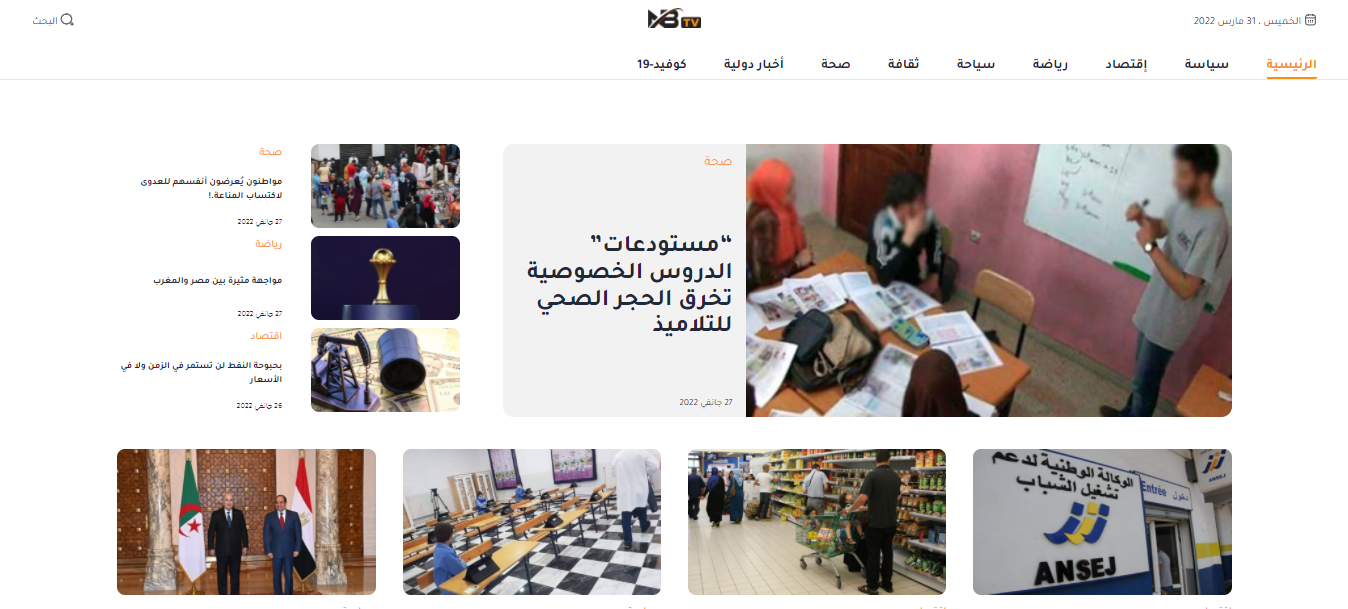 الخميس ، 31 مارس 2022
NB TV
البحث
الرئيسية
سياسة
إقتصاد
رياضة
سياحة
ثقافة
صحة
أخبار دولية
كوفيد-19
صحة
“مستودعات”
الدروس الخصوصية
تخرق الحجر الصحي
للتلاميذ
27 جانفي 2022
صحة
مواطنون يُعرضون أنفسهم للعدوى
لاكتساب المناعة.!
27 جانفي 2022
رياضة
مواجهة مثيرة بين مصر والمغرب
27 جانفي 2022
اقتصاد
بحبوحة النفط لن تستمر في الزمن ولا في
الأسعار
26 جانفي 2022
الوكالة الوطنية لدعم
تشغيل الشباب
Entrée دخول
ANSEJ